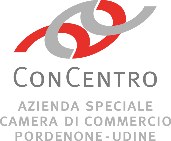 CONCENTRO
AZIENDA SPECIALE
CAMERA DI COMMERCIO
PORDENONE-UDINE